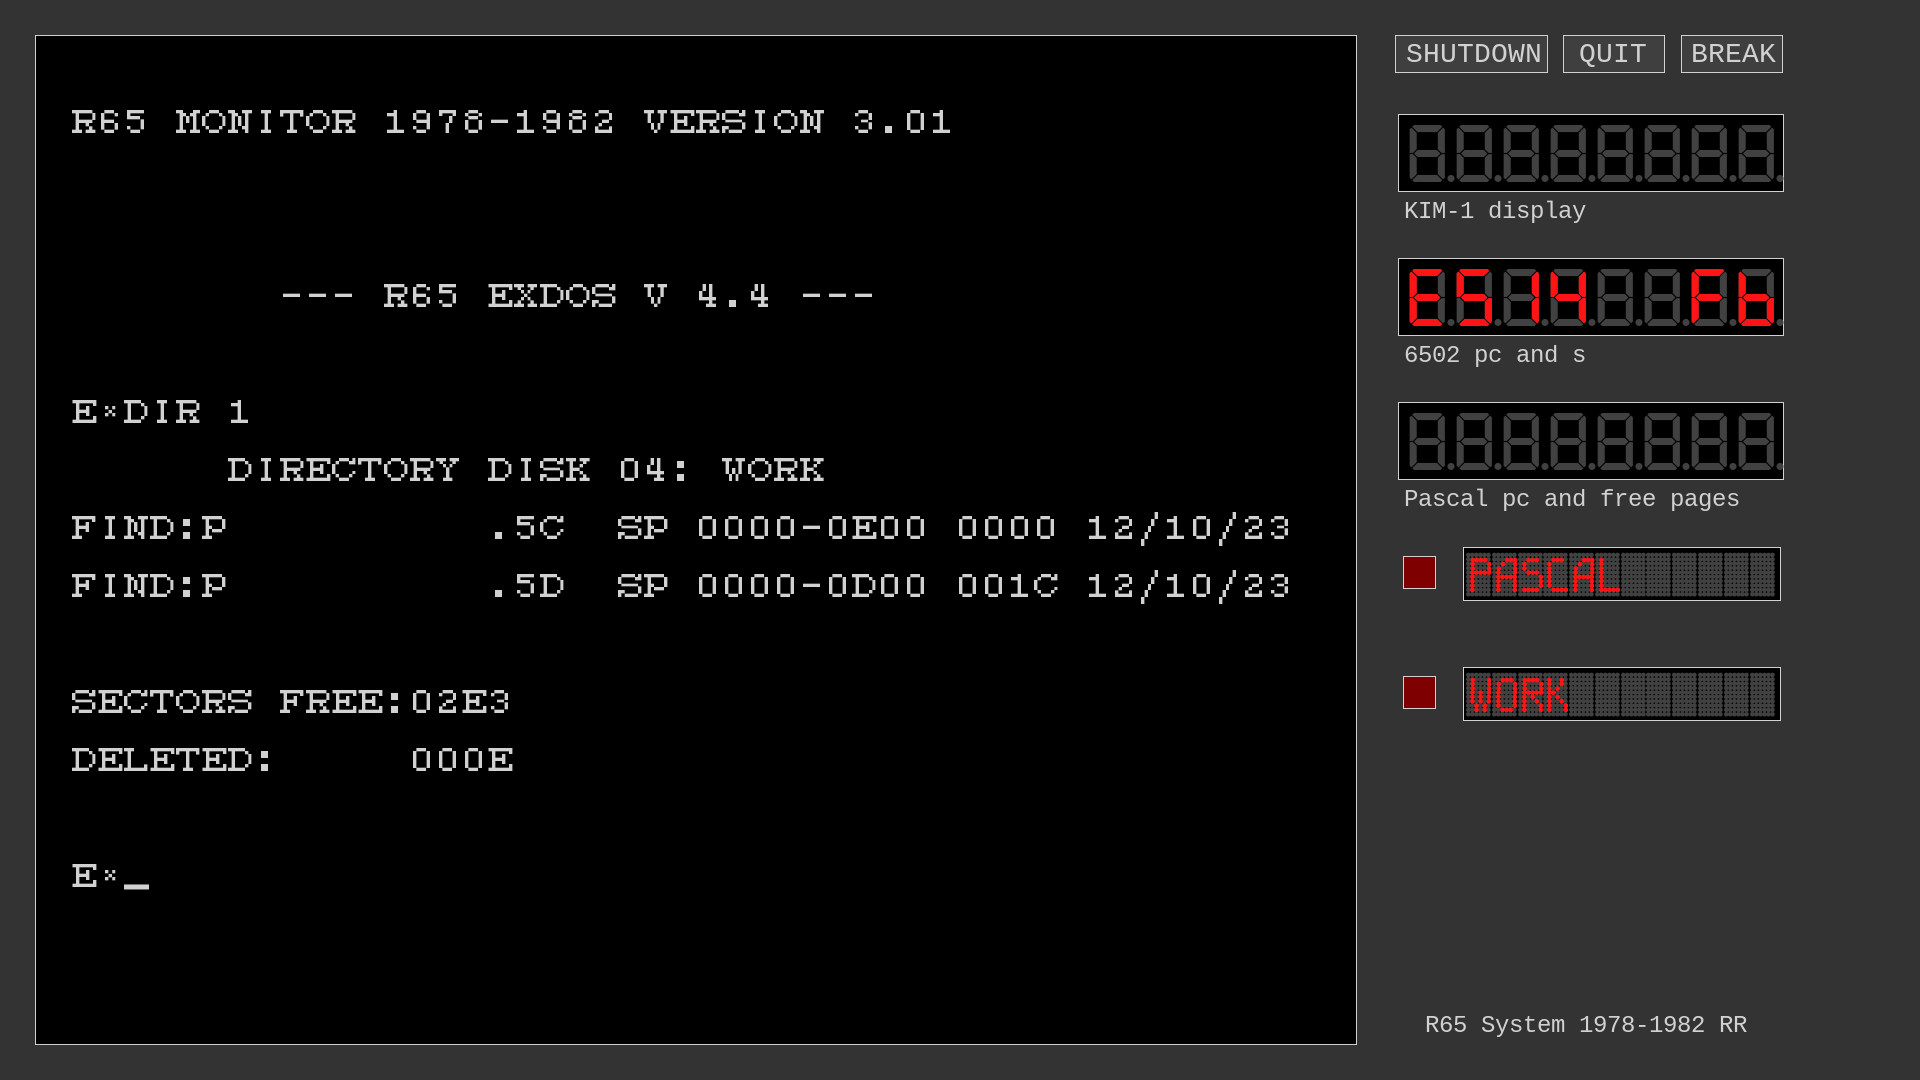 R65 MONITOR 1978-1982 VERSION 3.01
--- R65 EXDOS V 4.4 ---
E*DIR 1
DIRECTORY DISK 04: WORK
FIND:P .5C SP 0000-0E00 0000 12/10/23
FIND:P .5D SP 0000-0D00 001C 12/10/23
SECTORS FREE:02E3
DELETED: 000E
E*_
SHUTDOWN QUIT BREAK
KIM-1 display
E514 Fb
6502 pc and s
Pascal pc and free pages
PASCAL
WORK
R65 System 1978-1982 RR